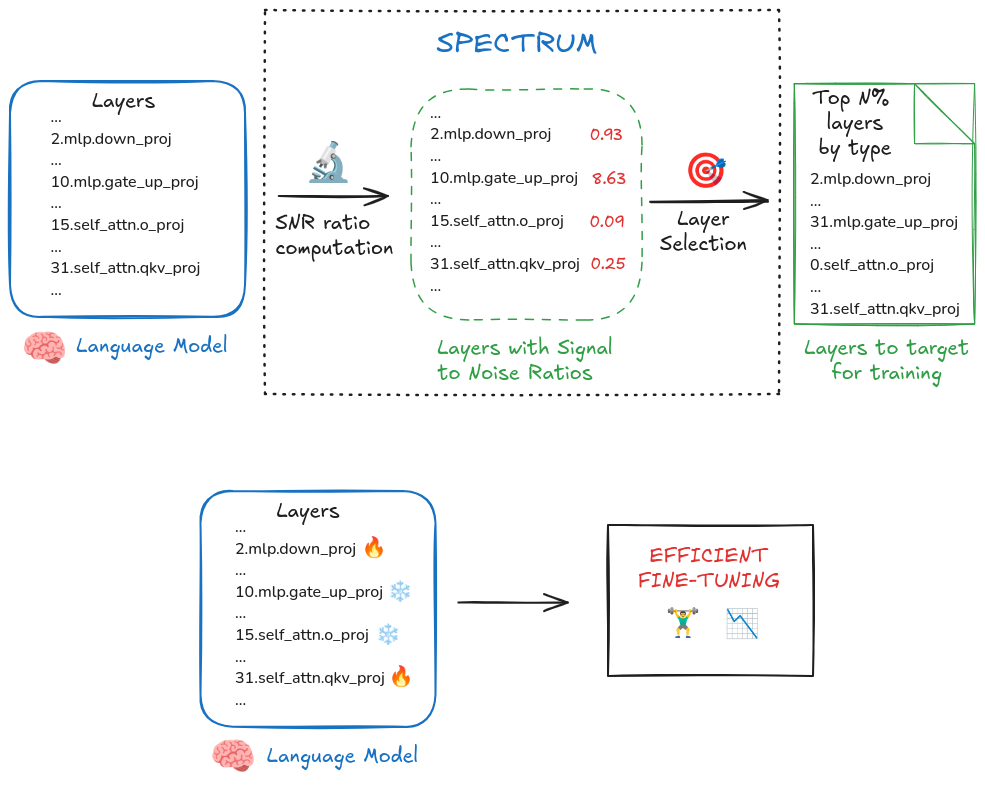 SPECTRUM
Layers
...
2.mlp.down_proj
...
10.mlp.gate_up_proj
...
15.self_attn.o_proj
...
31.self_attn.qkv_proj
...
Language Model
SNR ratio
computation
...
2.mlp.down_proj 0.93
...
10.mlp.gate_up_proj 8.63
...
15.self_attn.o_proj 0.09
...
31.self_attn.qkv_proj 0.25
...
Layers with Signal
to Noise Ratios
Layer
Selection
Top N%
layers
by type
2.mlp.down_proj
...
31.mlp.gate_up_proj
...
0.self_attn.o_proj
...
31.self_attn.qkv_proj
Layers to target
for training
Layers
...
2.mlp.down_proj
...
10.mlp.gate_up_proj
...
15.self_attn.o_proj
...
31.self_attn.qkv_proj
...
Language Model
EFFICIENT
FINE-TUNING